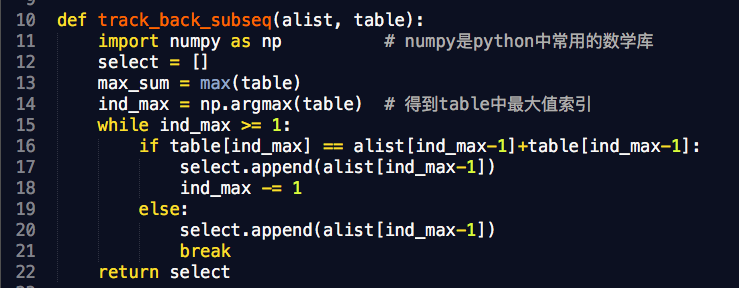 10 def track_back_subseq(alist, table):
11     import numpy as np          # numpy是python中常用的数学库
12     select = []
13     max_sum = max(table)
14     ind_max = np.argmax(table)  # 得到table中最大值索引
15     while ind_max >= 1:
16         if table[ind_max] == alist[ind_max-1]+table[ind_max-1]:
17             select.append(alist[ind_max-1])
18             ind_max -= 1
19         else:
20             select.append(alist[ind_max-1])
21             break
22     return select